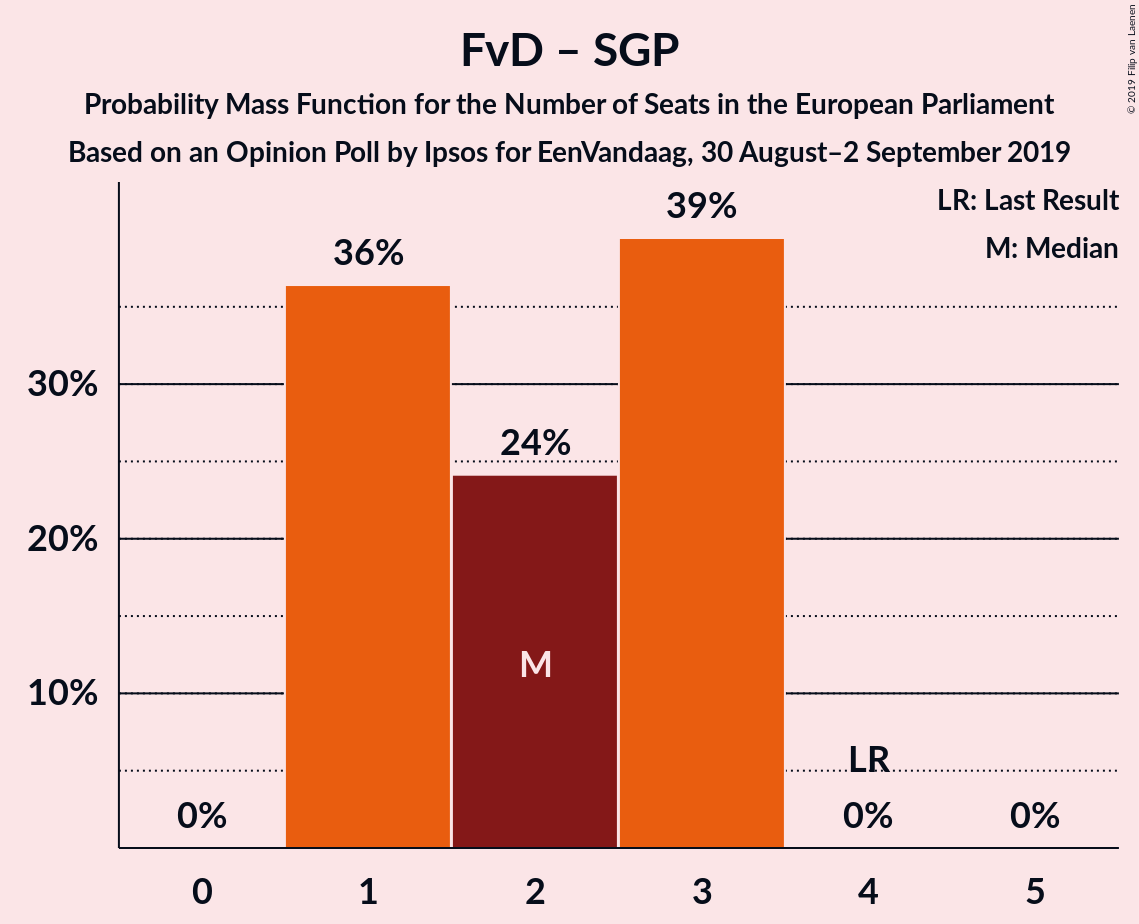 FvD – SGP
Probability Mass Function for the Number of Seats in the European Parliament
Based on an Opinion Poll by Ipsos for EenVandaag, 30 August–2 September 2019
© 2019 Filip van Laenen
LR: Last Result
M: Median
39%
36%
30%
24%
20%
M
10%
LR
0%
0%
0%
0
1
2
3
4
5